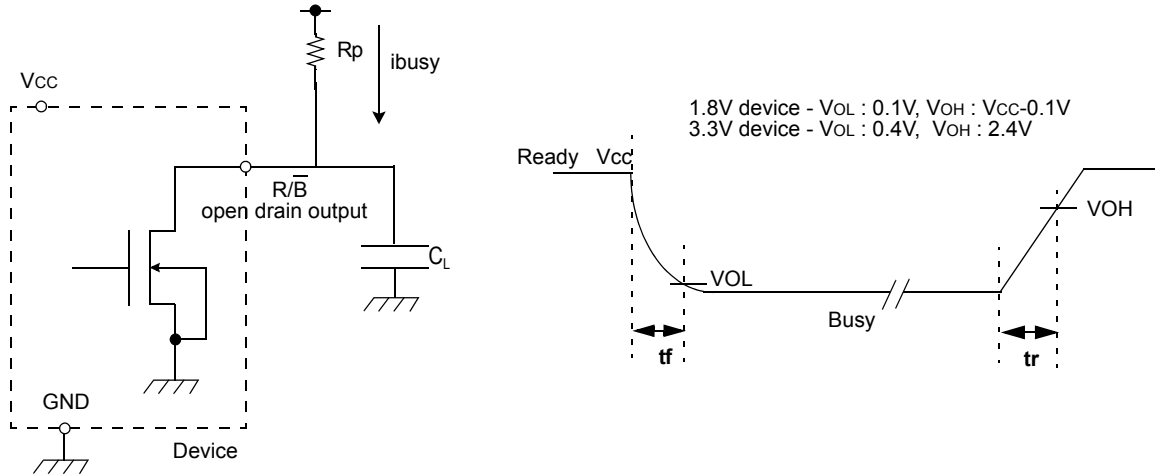 Rp
ibusy
VCC
R/B̅
open drain output
CL
GND
Device
1.8V device - VOL : 0.1V, VOH : VCC-0.1V
3.3V device - VOL : 0.4V, VOH : 2.4V
Ready Vcc
VOH
VOL
Busy
tf
tr